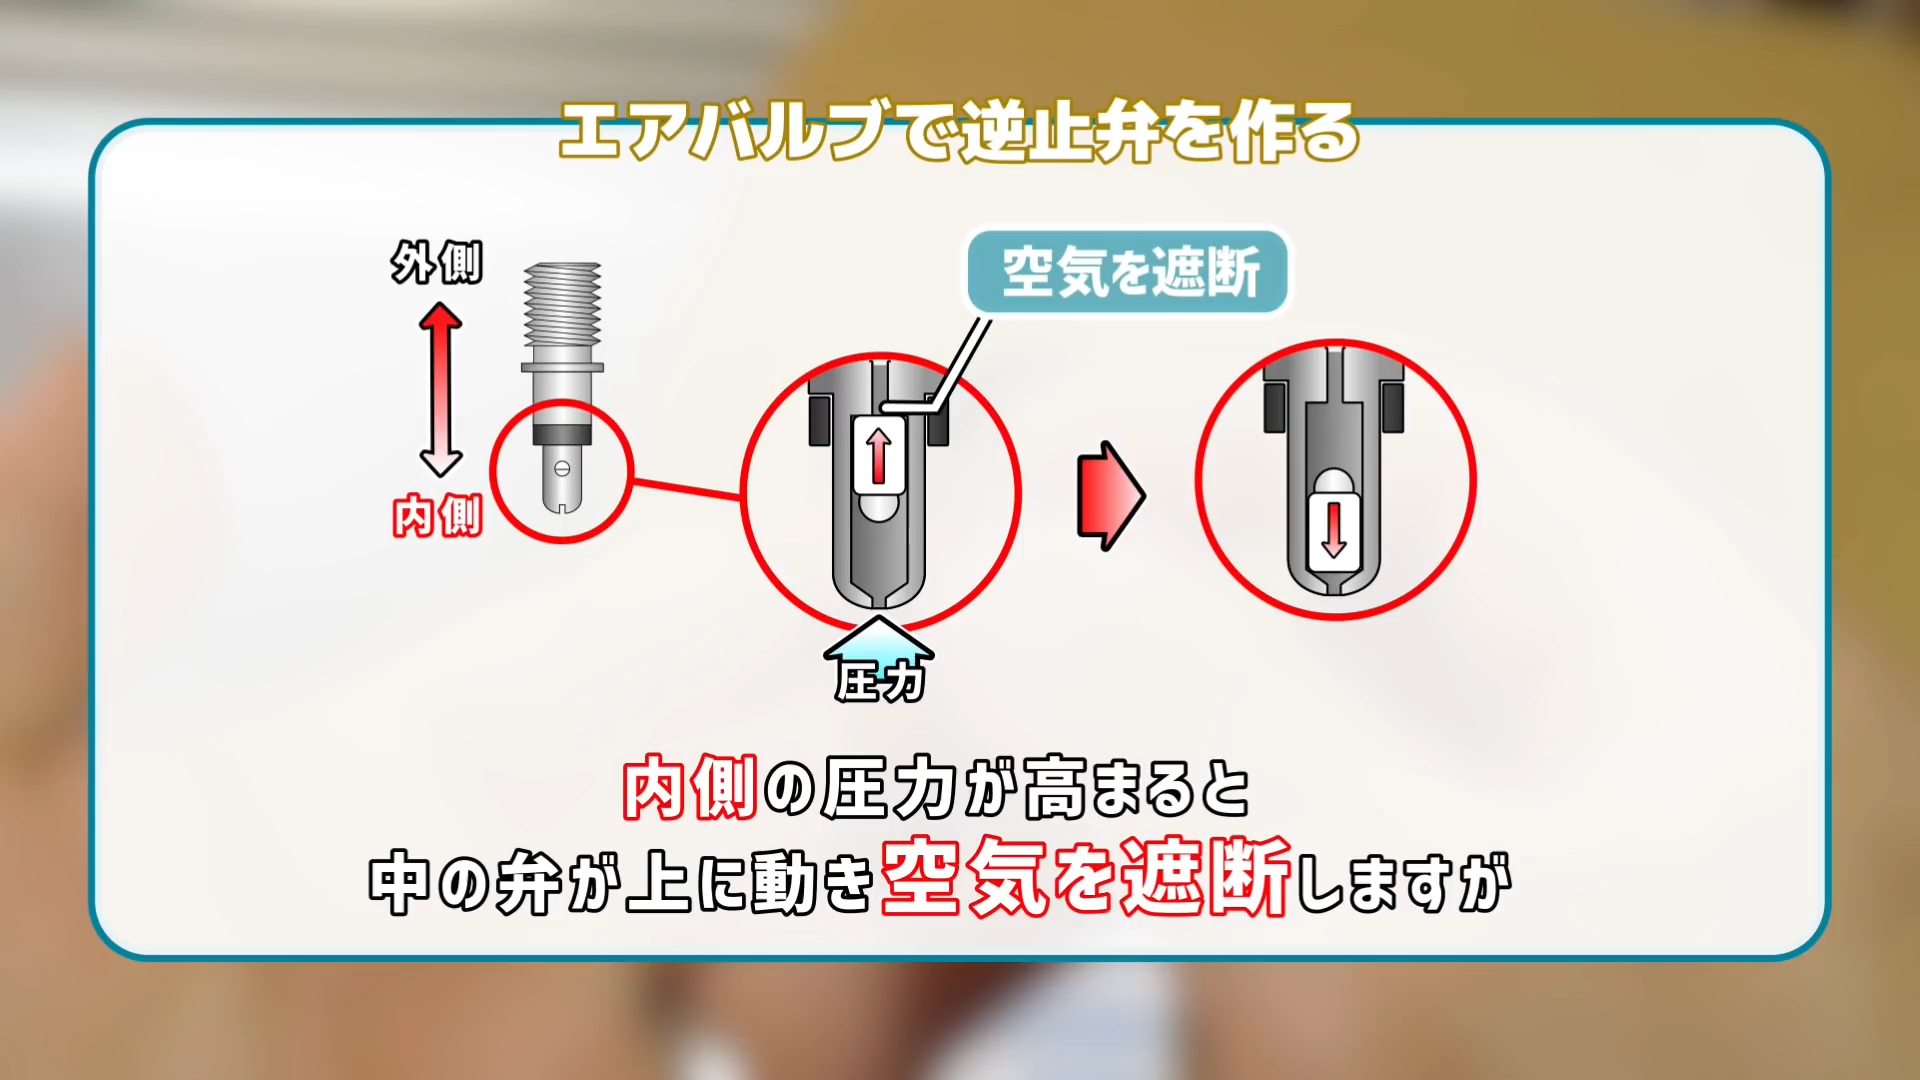 エアバルブで逆止弁を作る
外側
空気を遮断
内側
圧力
内側の圧力が高まると
中の弁が上に動き空気を遮断しますが